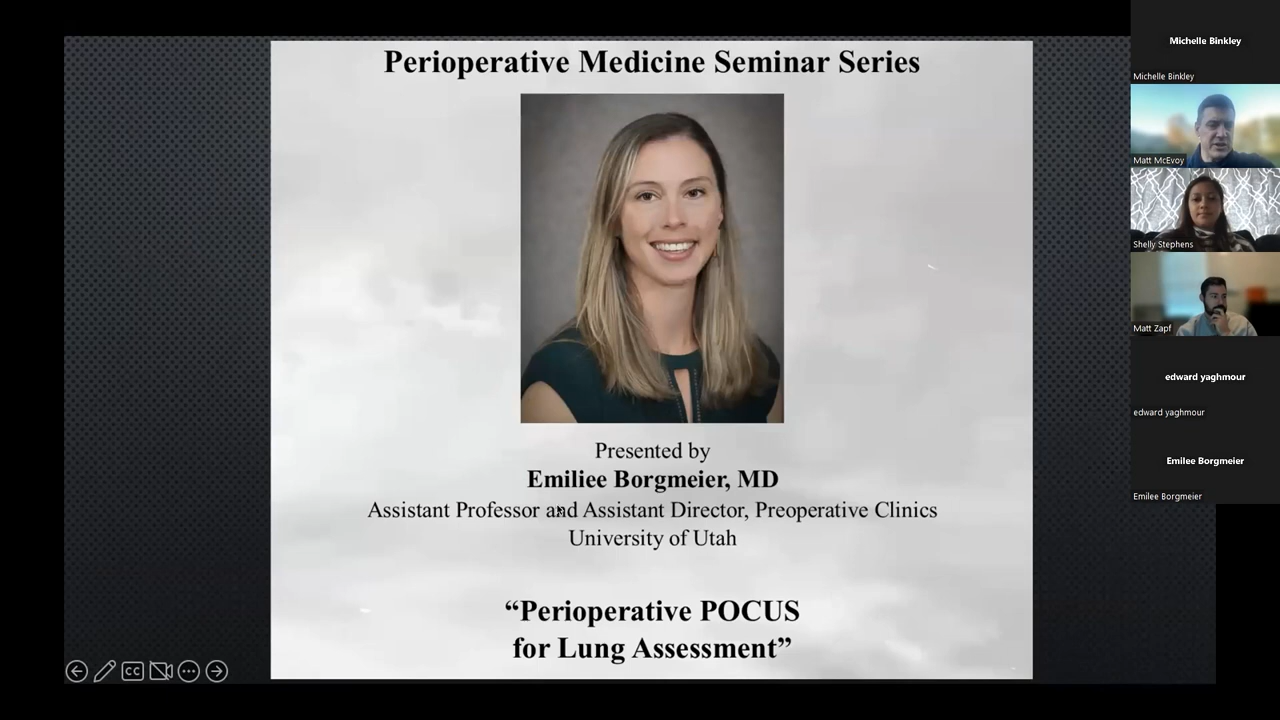 Perioperative Medicine Seminar Series
Presented by
Emiliee Borgmeier, MD
Assistant Professor and Assistant Director, Preoperative Clinics
University of Utah
“Perioperative POCUS
for Lung Assessment”
CC
Michelle Binkley
Michelle Binkley
Matt McEvoy
Shelly Stephens
Matt Zapf
edward yaghmour
edward yaghmour
Emilee Borgmeier
Emilee Borgmeier